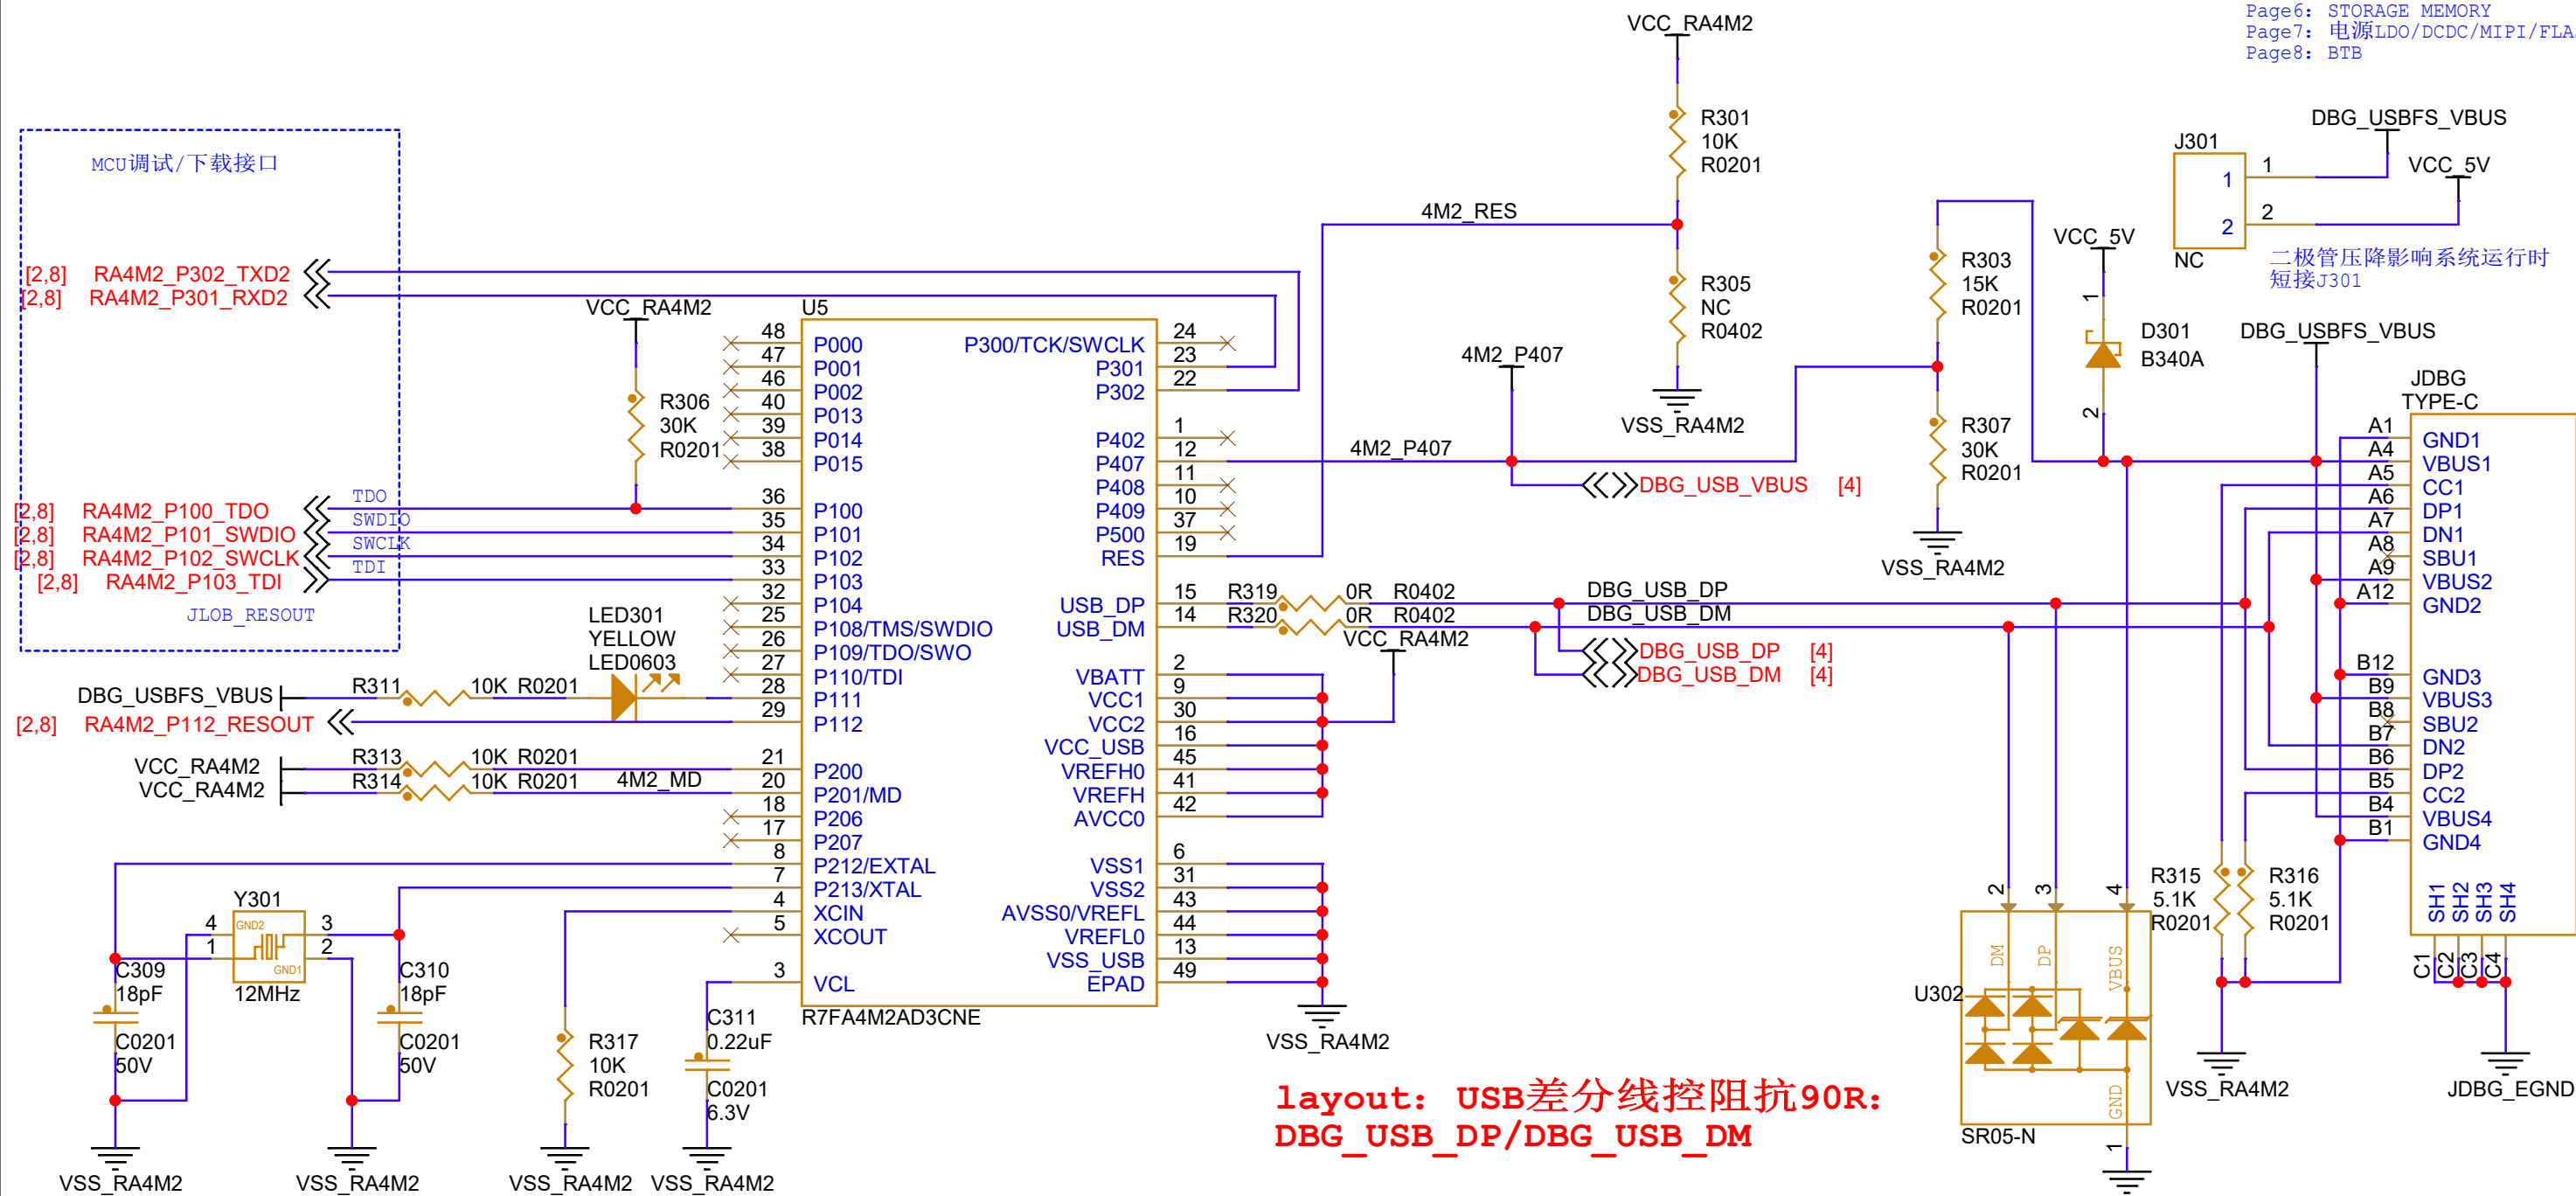 Page6: STORAGE MEMORY
Page7: 电源LDO/DCDC/MIPI/FLA
Page8: BTB
MCU调试/下载接口
[2,8] RA4M2_P302_TXD2
[2,8] RA4M2_P301_RXD2
[2,8] RA4M2_P100_TDO
TDO
[2,8] RA4M2_P101_SWDIO
SWDIO
[2,8] RA4M2_P102_SWCLK
SWCLK
[2,8] RA4M2_P103_TDI
TDI
JLOB_RESOUT
VCC_RA4M2
R306
30K
R0201
LED301
YELLOW
LED0603
DBG_USBFS_VBUS
R311 10K R0201
[2,8] RA4M2_P112_RESOUT
VCC_RA4M2
R313 10K R0201
VCC_RA4M2
R314 10K R0201
4M2_MD
Y301
4 GND2 3
1 GND1 2
12MHz
C309
18pF
C0201
50V
C310
18pF
C0201
50V
VSS_RA4M2
VSS_RA4M2
R317
10K
R0201
VSS_RA4M2
C311
0.22uF
C0201
6.3V
VSS_RA4M2
U5
48 P000
47 P001
46 P002
40 P013
39 P014
38 P015
36 P100
35 P101
34 P102
33 P103
32 P104
25 P108/TMS/SWDIO
26 P109/TDO/SWO
27 P110/TDI
28 P111
29 P112
21 P200
20 P201/MD
18 P206
17 P207
8 P212/EXTAL
7 P213/XTAL
4 XCIN
5 XCOUT
3 VCL
P300/TCK/SWCLK 24
P301 23
P302 22
P402 1
P407 12
P408 11
P409 10
P500 37
RES 19
USB_DP 15
USB_DM 14
VBATT 2
VCC1 9
VCC2 30
VCC_USB 16
VREFH0 45
VREFH 41
AVCC0 42
VSS1 6
VSS2 31
AVSS0/VREFL 43
VREFL0 44
VSS_USB 13
EPAD 49
R7FA4M2AD3CNE
VSS_RA4M2
VCC_RA4M2
R301
10K
R0201
4M2_RES
R305
NC
R0402
VSS_RA4M2
4M2_P407
4M2_P407
DBG_USB_VBUS [4]
R303
15K
R0201
R307
30K
R0201
VSS_RA4M2
R319 0R R0402
DBG_USB_DP
R320 0R R0402
DBG_USB_DM
VCC_RA4M2
DBG_USB_DP [4]
DBG_USB_DM [4]
J301
1 1
2 2
NC
DBG_USBFS_VBUS
VCC_5V
二极管压降影响系统运行时
短接J301
VCC_5V
1
D301
B340A
2
DBG_USBFS_VBUS
JDBG
TYPE-C
A1 GND1
A4 VBUS1
A5 CC1
A6 DP1
A7 DN1
A8 SBU1
A9 VBUS2
A12 GND2
B12 GND3
B9 VBUS3
B8 SBU2
B7 DN2
B6 DP2
B5 CC2
B4 VBUS4
B1 GND4
SH1 SH2 SH3 SH4
C1 C2 C3 C4
JDBG_EGND
R315
5.1K
R0201
R316
5.1K
R0201
VSS_RA4M2
2 3 4
DM DP VBUS
U302
GND
SR05-N
1
layout: USB差分线控阻抗90R:
DBG_USB_DP/DBG_USB_DM